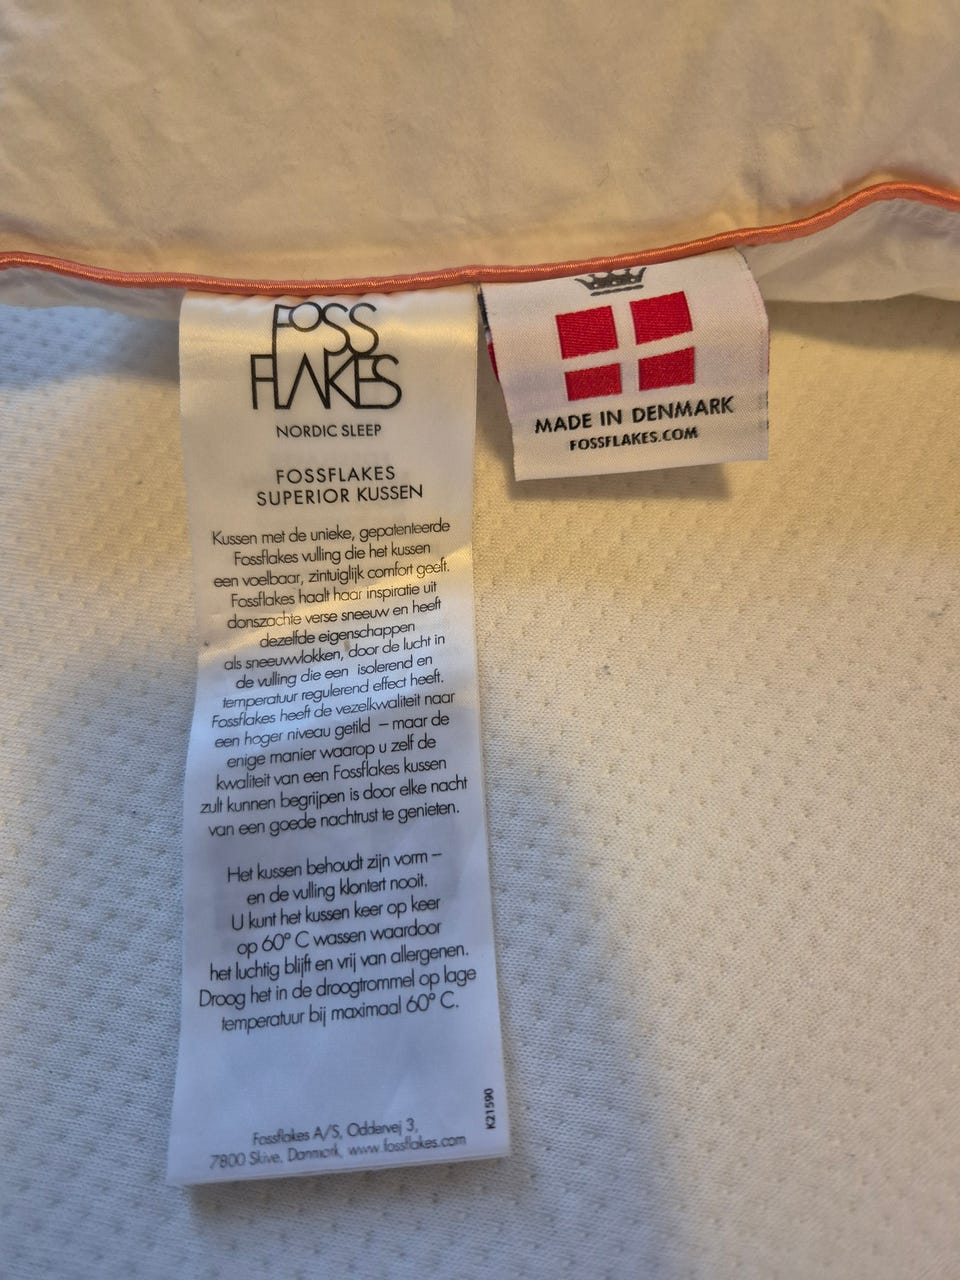 FOSS
FLAKES
NORDIC SLEEP
FOSSFLAKES
SUPERIOR KUSSEN
Kussen met de unieke, gepatenteerde
Fossflakes vulling die het kussen
een voelbaar, zintuiglijk comfort geeft.
Fossflakes haalt haar inspiratie uit
donszachte verse sneeuw en heeft
dezelfde eigenschappen
als sneeuwvlokken, door de lucht in
de vulling die een isolerend en
temperatuur regulerend effect heeft.
Fossflakes heeft de vezelkwaliteit naar
een hoger niveau getild – maar de
enige manier waarop u zelf de
kwaliteit van een Fossflakes kussen
zult kunnen begrijpen is door elke nacht
van een goede nachtrust te genieten.
Het kussen behoudt zijn vorm –
en de vulling klontert nooit.
U kunt het kussen keer op keer
op 60° C wassen waardoor
het luchtig blijft en vrij van allergenen.
Droog het in de droogtrommel op lage
temperatuur bij maximaal 60° C.
K21590
Fossflakes A/S, Oddervej 3,
7800 Skive, Danmark, www.fossflakes.com
MADE IN DENMARK
FOSSFLAKES.COM